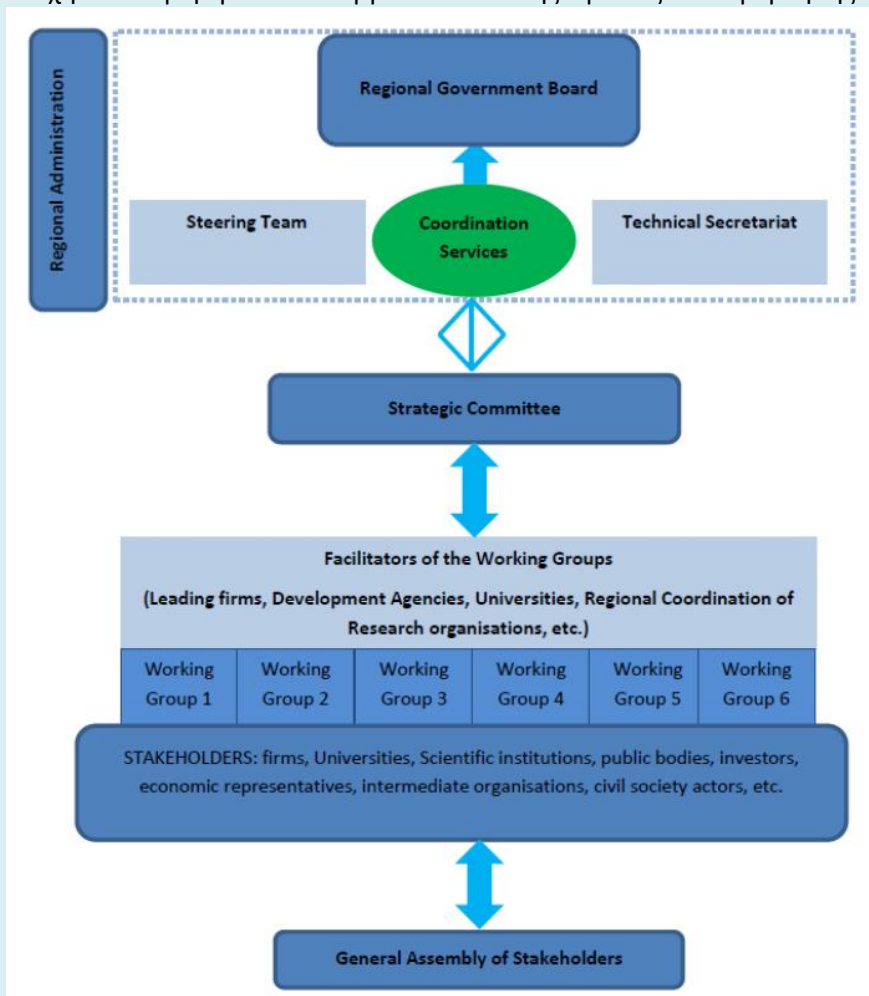 Regional Administration
Regional Government Board
Steering Team
Coordination
Services
Technical Secretariat
Strategic Committee
Facilitators of the Working Groups
(Leading firms, Development Agencies, Universities, Regional Coordination of
Research organisations, etc.)
Working
Group 1
Working
Group 2
Working
Group 3
Working
Group 4
Working
Group 5
Working
Group 6
STAKEHOLDERS: firms, Universities, Scientific institutions, public bodies, investors,
economic representatives, intermediate organisations, civil society actors, etc.
General Assembly of Stakeholders